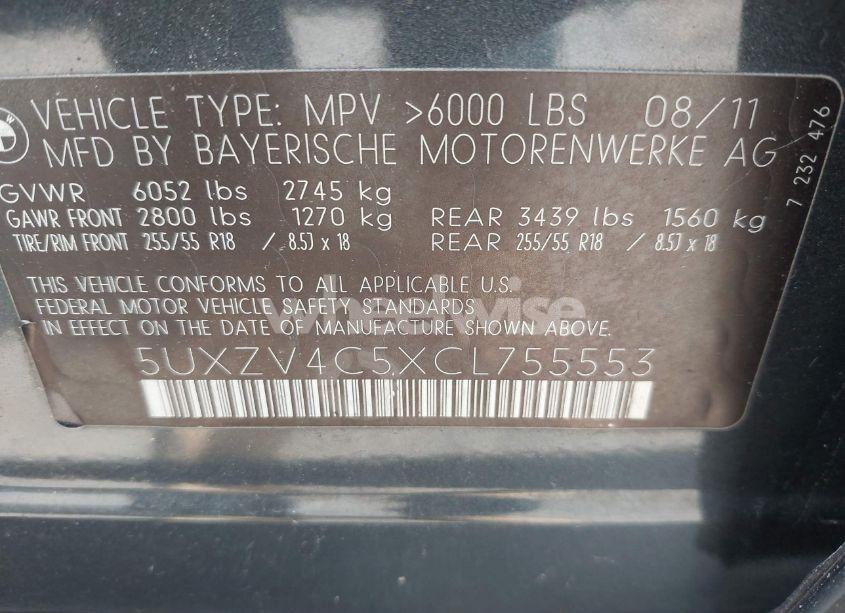 VEHICLE TYPE: MPV >6000 LBS 08/11
MFD BY BAYERISCHE MOTORENWERKE AG
GVWR 6052 lbs 2745 kg
GAWR FRONT 2800 lbs 1270 kg REAR 3439 lbs 1560 kg
TIRE/RIM FRONT 255/55 R18 / 8.5J x 18 REAR 255/55 R18 / 8.5J x 18
THIS VEHICLE CONFORMS TO ALL APPLICABLE U.S.
FEDERAL MOTOR VEHICLE SAFETY STANDARDS
IN EFFECT ON THE DATE OF MANUFACTURE SHOWN ABOVE.
5UXZV4C5XCL755553
7 232 476
wheelwise